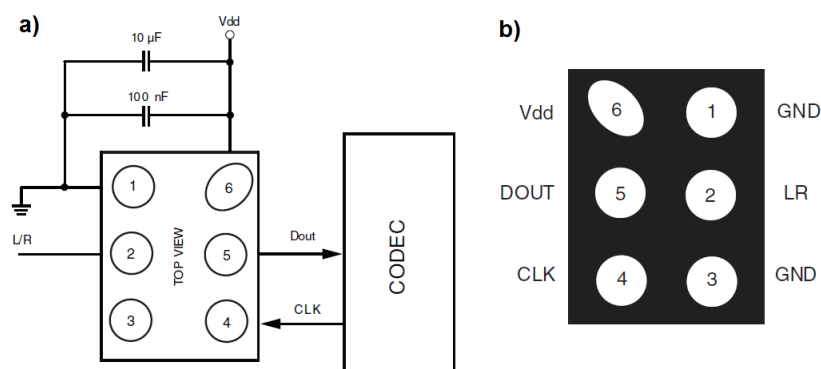 a)
Vdd
10 µF
100 nF
1
6
L/R
2
TOP VIEW
5
Dout
CODEC
3
4
CLK
b)
Vdd
6
1
GND
DOUT
5
2
LR
CLK
4
3
GND